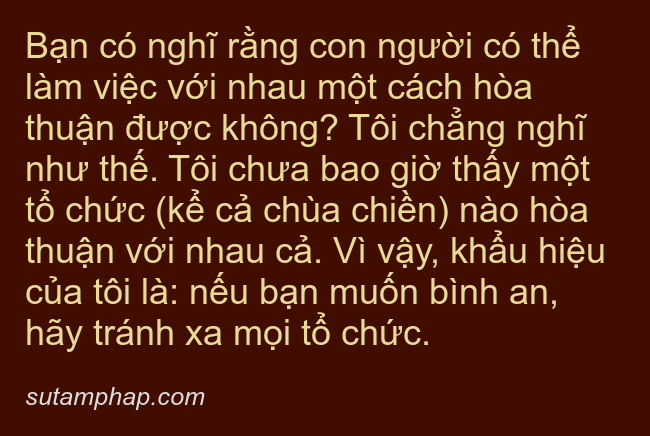 Bạn có nghĩ rằng con người có thể
làm việc với nhau một cách hòa
thuận được không? Tôi chẳng nghĩ
như thế. Tôi chưa bao giờ thấy một
tổ chức (kể cả chùa chiền) nào hòa
thuận với nhau cả. Vì vậy, khẩu hiệu
của tôi là: nếu bạn muốn bình an,
hãy tránh xa mọi tổ chức.
sutamphap.com